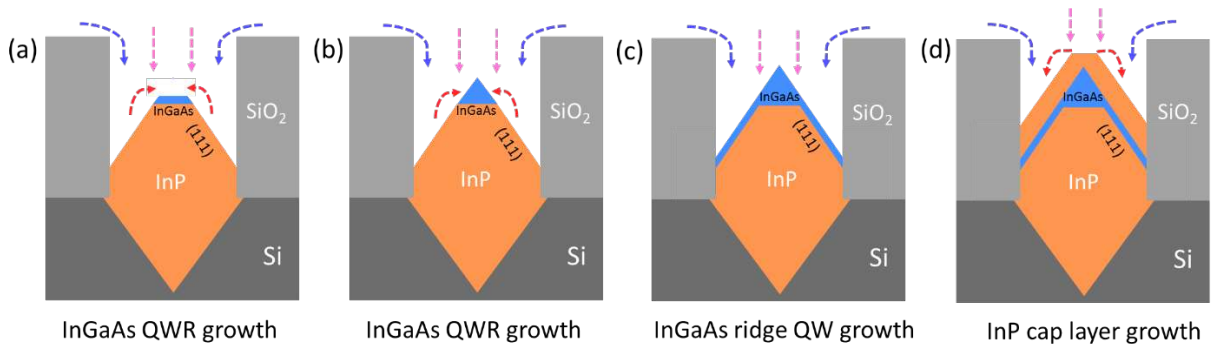 (a)
InGaAs
(111)
InP
InGaAs QWR growth
(b)
InGaAs
(111)
SiO2
InP
Si
InGaAs QWR growth
(c)
InGaAs
(111)
SiO2
InP
Si
InGaAs ridge QW growth
(d)
InGaAs
(111)
SiO2
InP
Si
InP cap layer growth
SiO2
Si